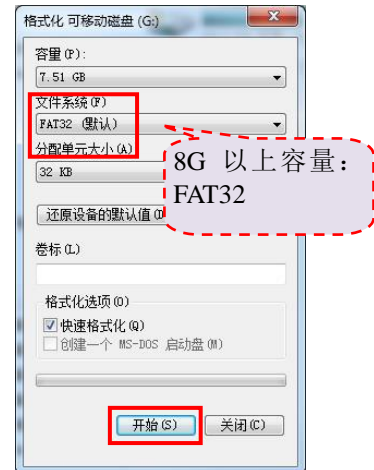 格式化 可移动磁盘 (G:)
容量(P):
7.51 GB
文件系统(F)
FAT32 (默认)
分配单元大小(A)
32 KB
8G 以上容量：
FAT32
还原设备的默认值(D
卷标(L)
格式化选项(O)
快速格式化(Q)
创建一个 MS-DOS 启动盘(M)
开始(S)
关闭(C)